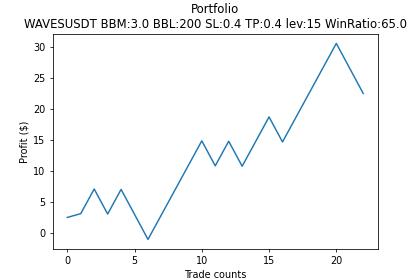 Portfolio
WAVESUSDT BBM:3.0 BBL:200 SL:0.4 TP:0.4 lev:15 WinRatio:65.0
Profit ($)
30
25
20
15
10
5
0
0 5 10 15 20
Trade counts